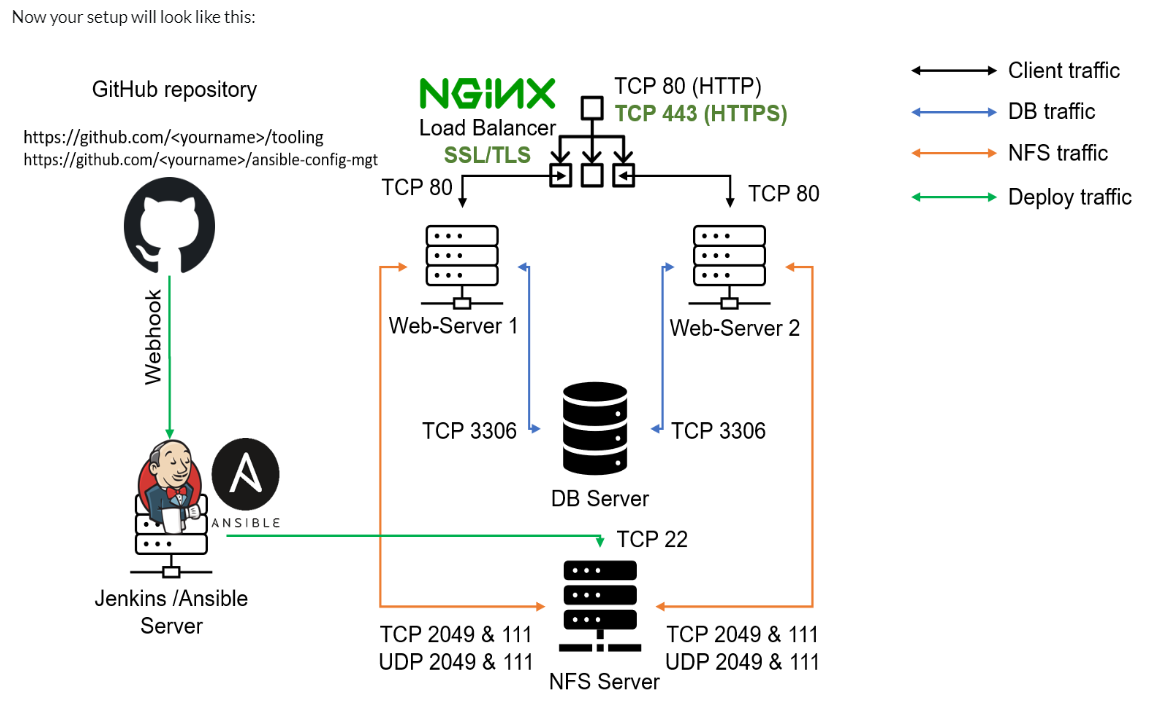 Now your setup will look like this:
GitHub repository
https://github.com/<yourname>/tooling
https://github.com/<yourname>/ansible-config-mgt
Webhook
ANSIBLE
Jenkins /Ansible
Server
NGiNX
Load Balancer
SSL/TLS
TCP 80 (HTTP)
TCP 443 (HTTPS)
TCP 80
TCP 80
Web-Server 1
Web-Server 2
TCP 3306
TCP 3306
DB Server
TCP 22
TCP 2049 & 111
UDP 2049 & 111
TCP 2049 & 111
UDP 2049 & 111
NFS Server
Client traffic
DB traffic
NFS traffic
Deploy traffic